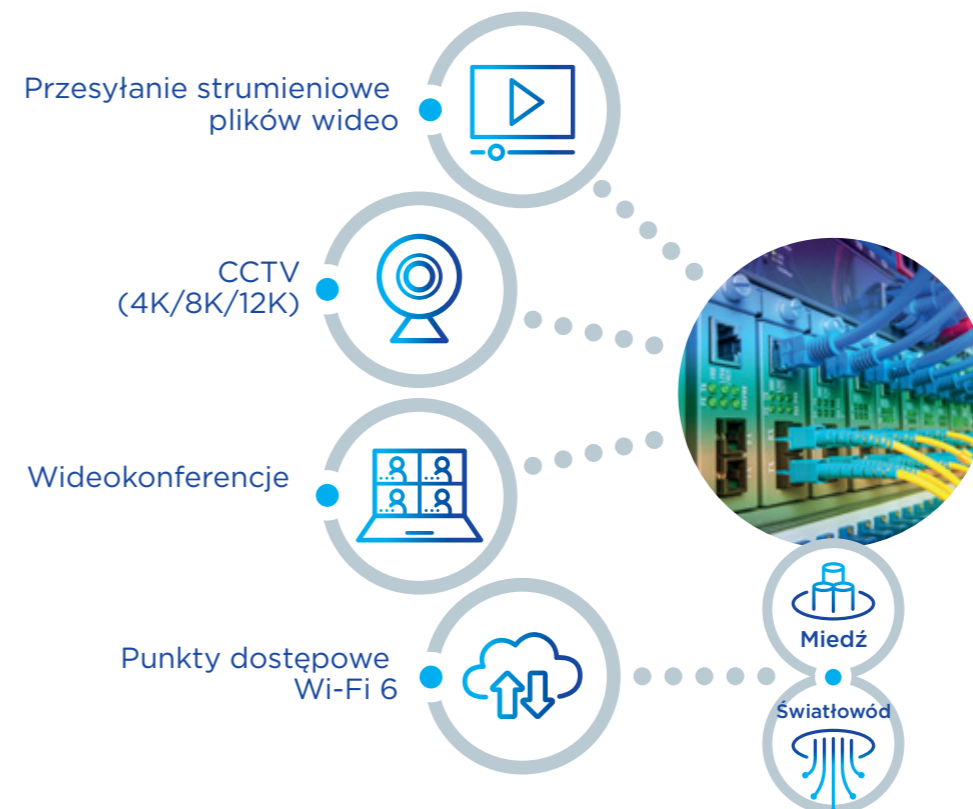 Przesyłanie strumieniowe
plików wideo
CCTV
(4K/8K/12K)
Wideokonferencje
Punkty dostępowe
Wi-Fi 6
Miedź
Światłowód